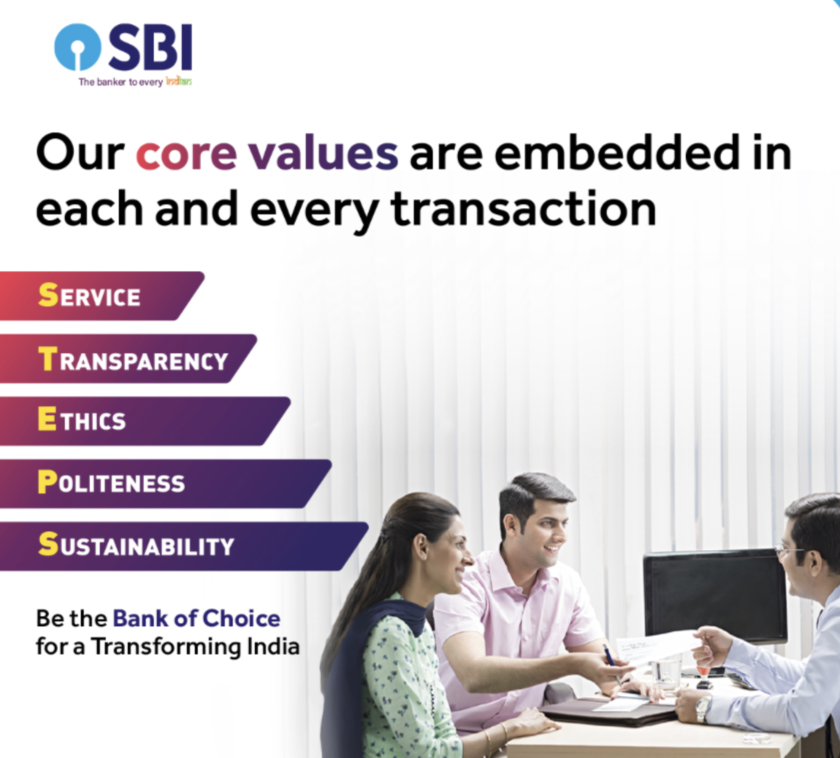 SBI
The banker to every indian
Our core values are embedded in
each and every transaction
SERVICE
TRANSPARENCY
ETHICS
POLITENESS
SUSTAINABILITY
Be the Bank of Choice
for a Transforming India